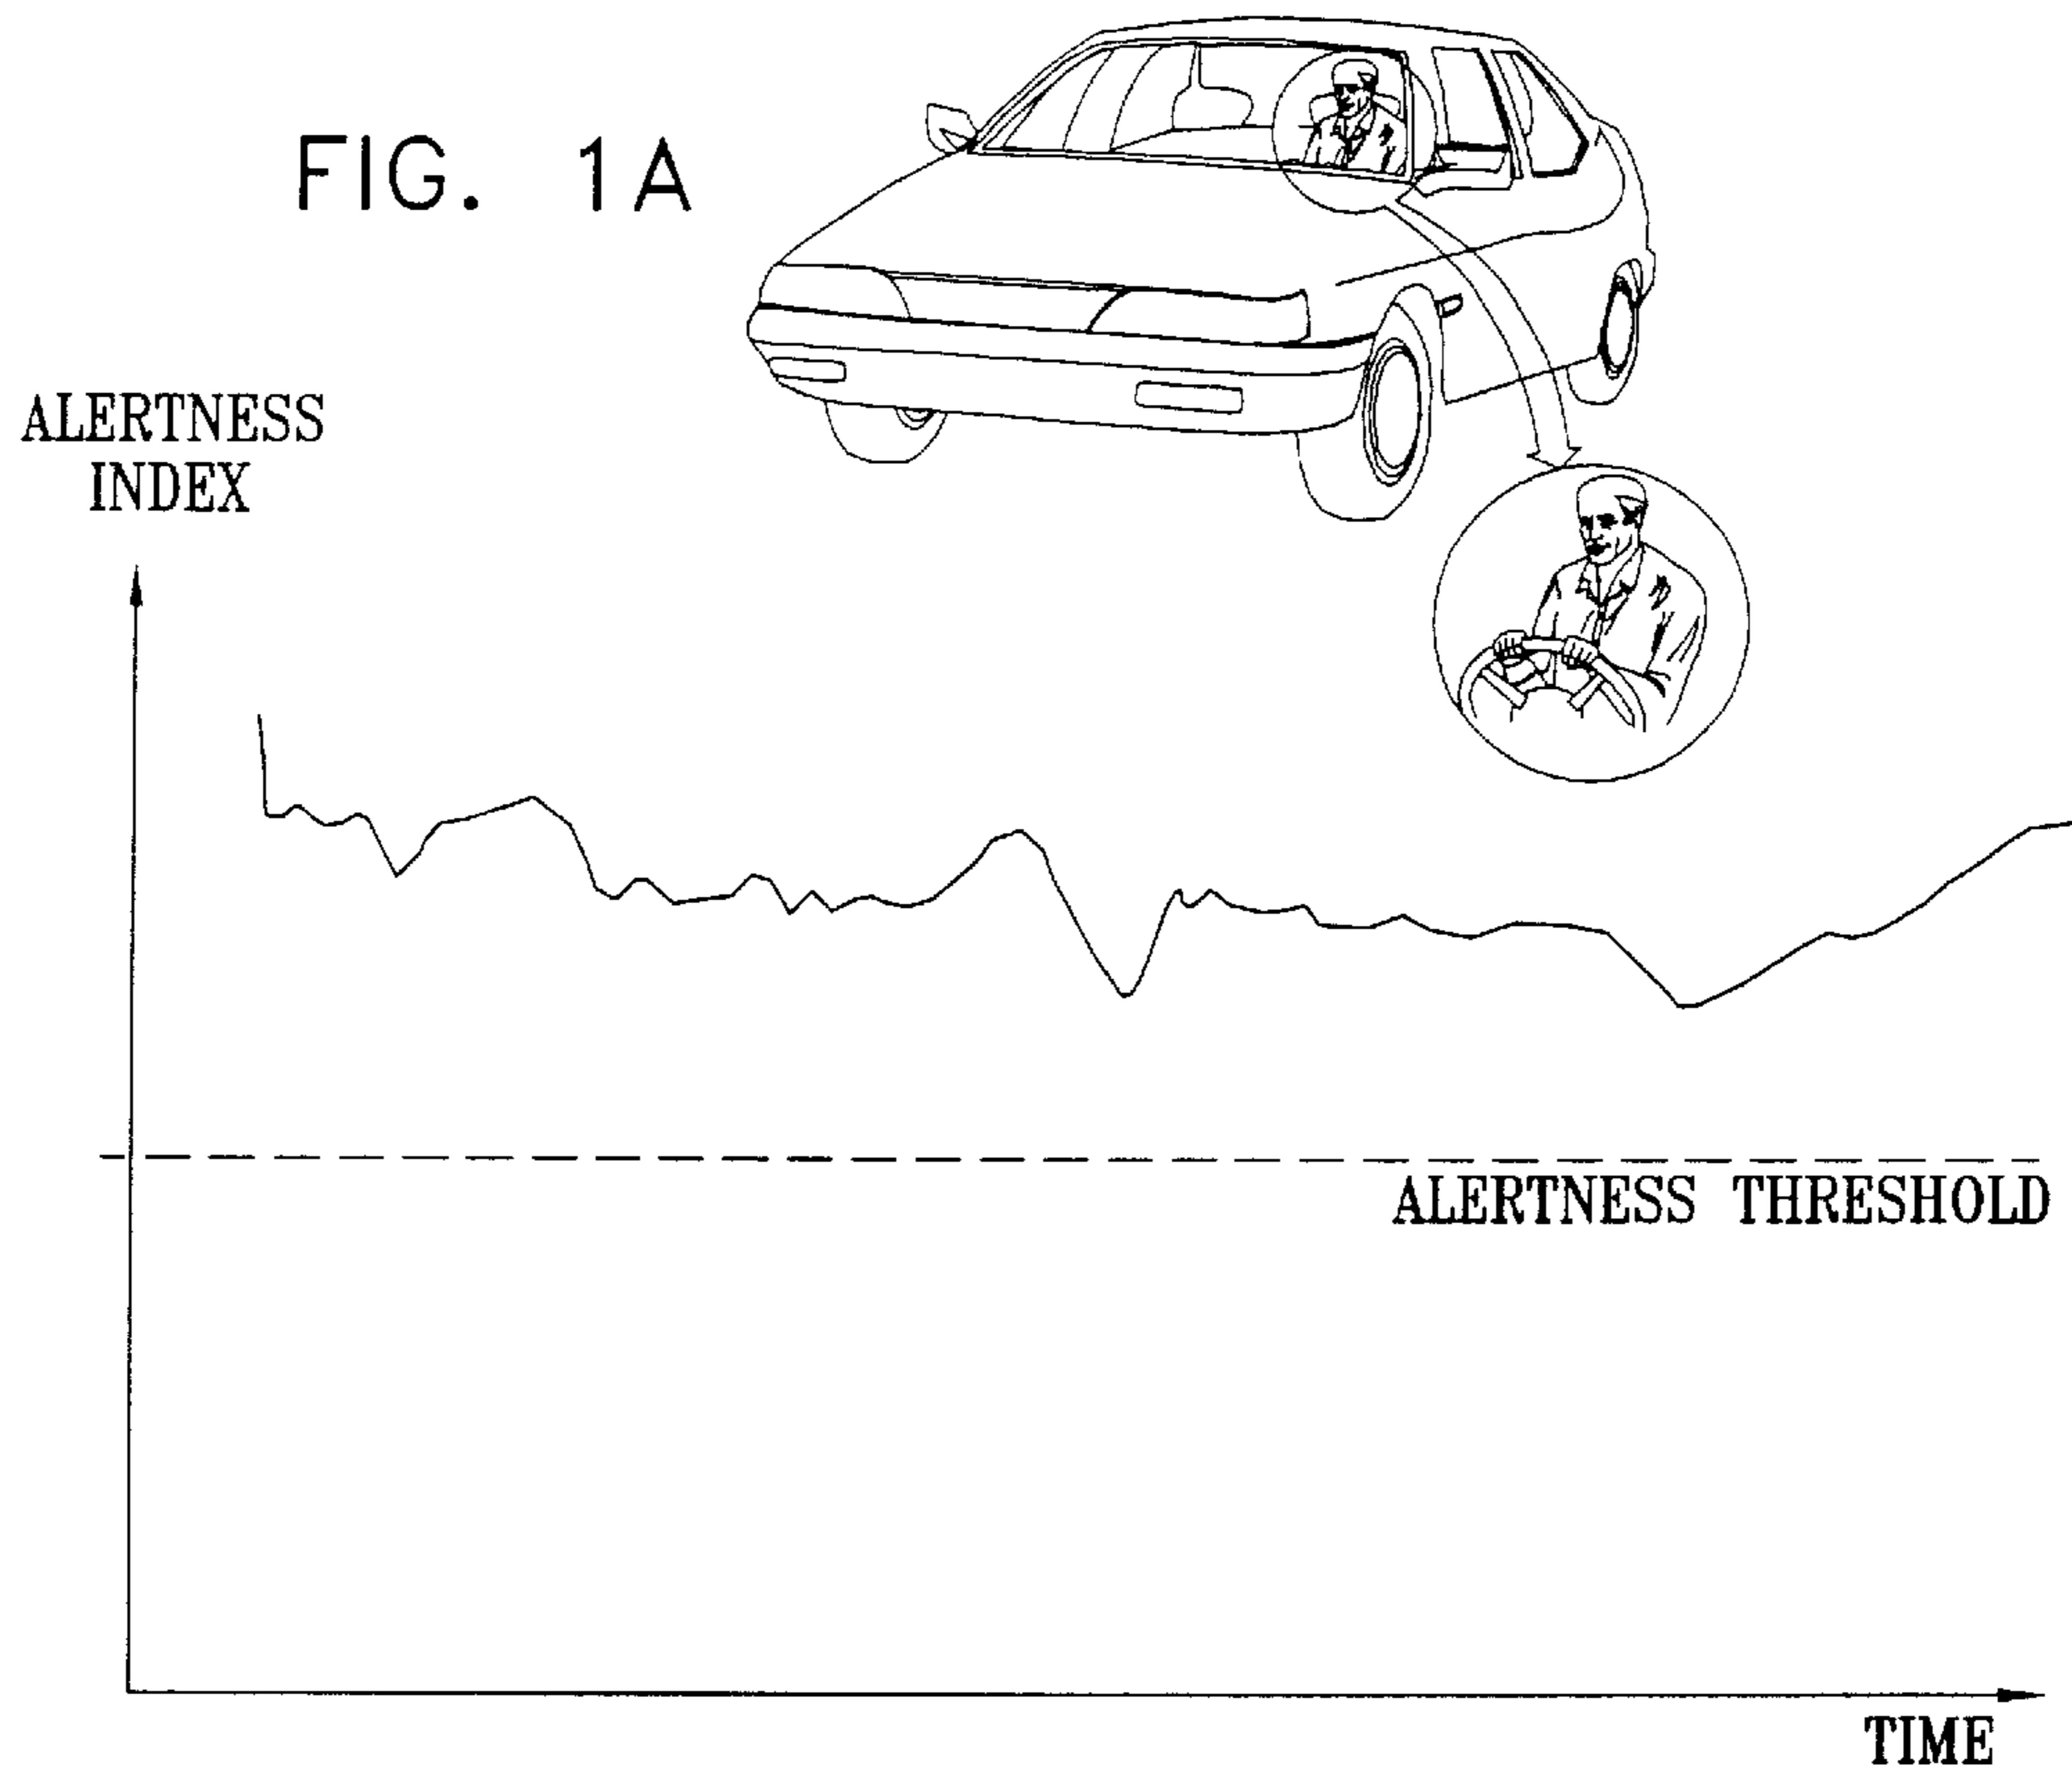 FIG. 1A
ALERTNESS
INDEX
ALERTNESS THRESHOLD
TIME